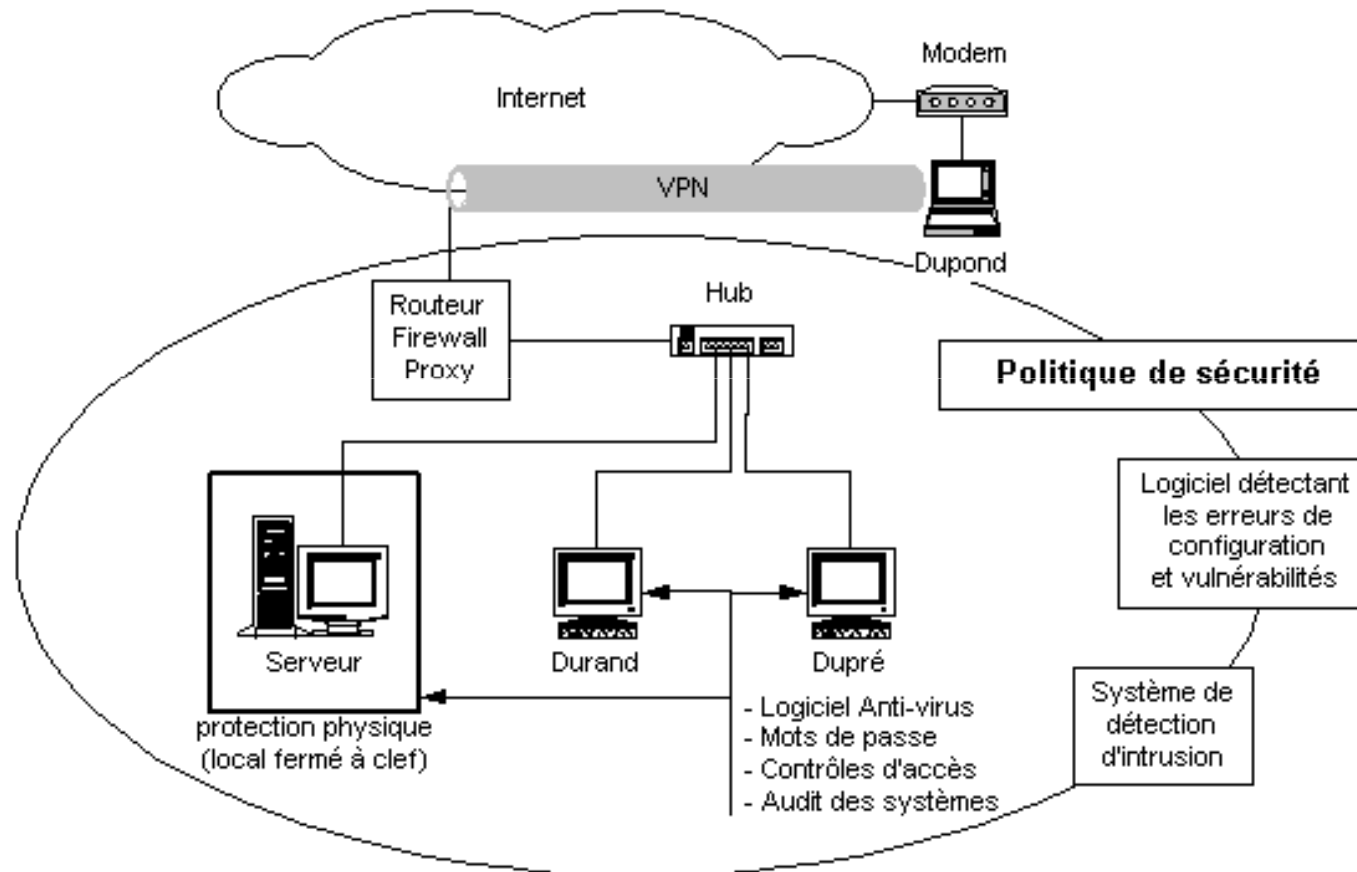 Modem
Internet
VPN
Dupond
Hub
Routeur
Firewall
Proxy
Politique de sécurité
Logiciel détectant
les erreurs de
configuration
et vulnérabilités
Serveur
Durand
Dupré
Système de
détection
d'intrusion
protection physique
(local fermé à clef)
- Logiciel Anti-virus
- Mots de passe
- Contrôles d'accès
- Audit des systèmes